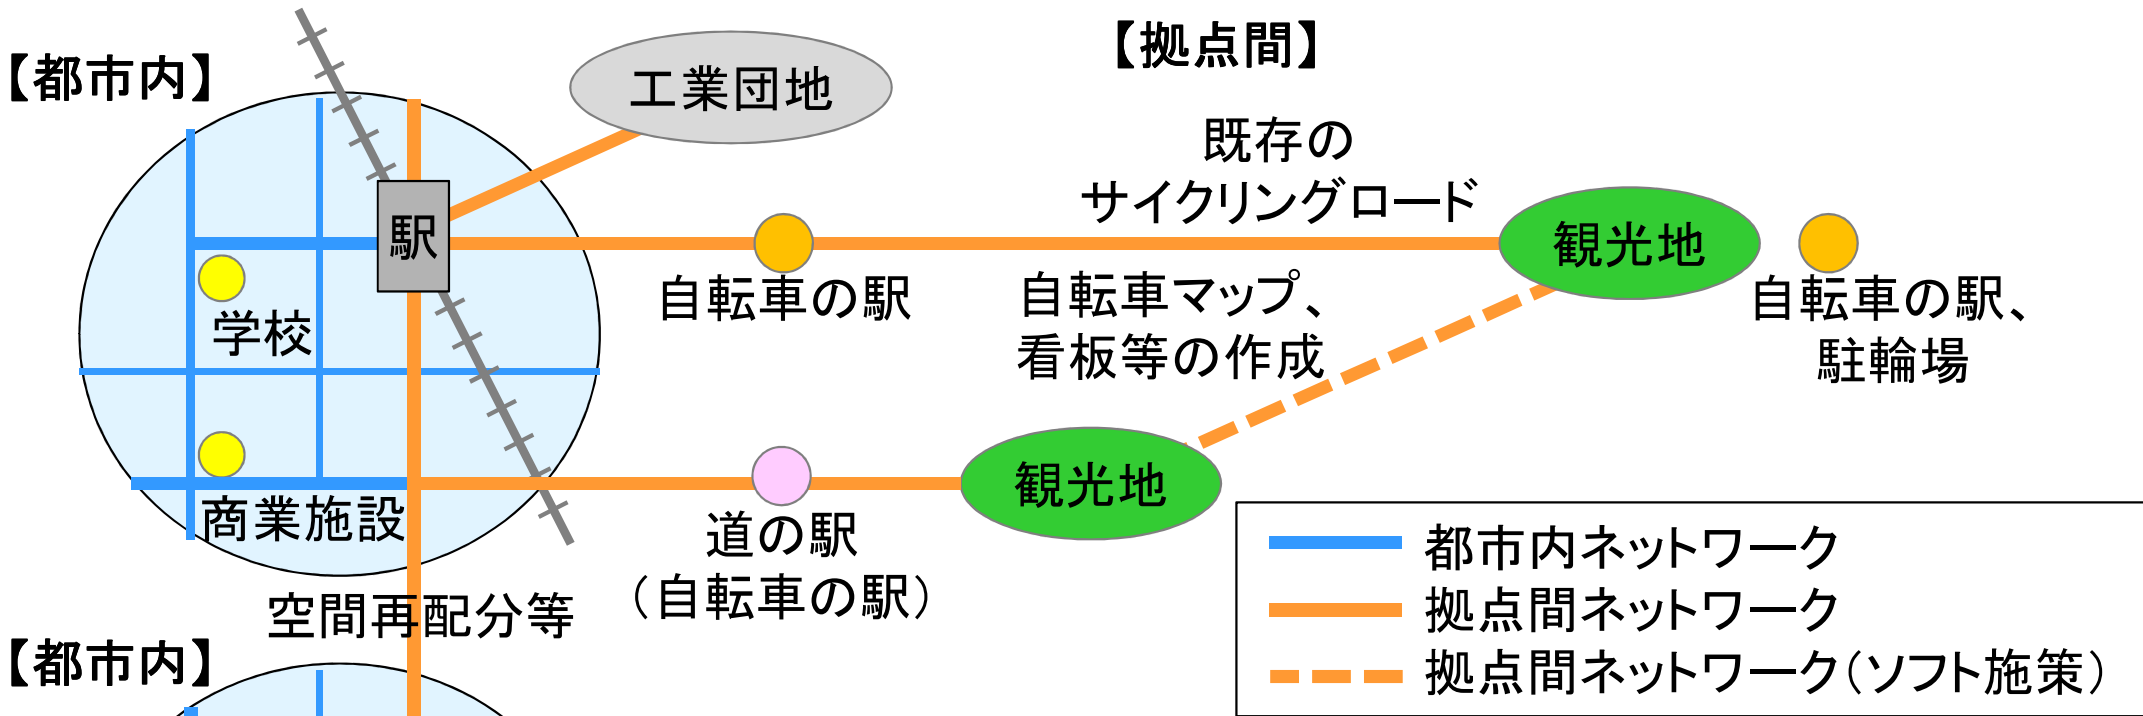 【都市内】
【拠点間】
工業団地
既存の
サイクリングロード
駅
観光地
自転車の駅
自転車マップ、
看板等の作成
自転車の駅、
駐輪場
学校
商業施設
観光地
道の駅
（自転車の駅）
空間再配分等
【都市内】
都市内ネットワーク
拠点間ネットワーク
拠点間ネットワーク（ソフト施策）